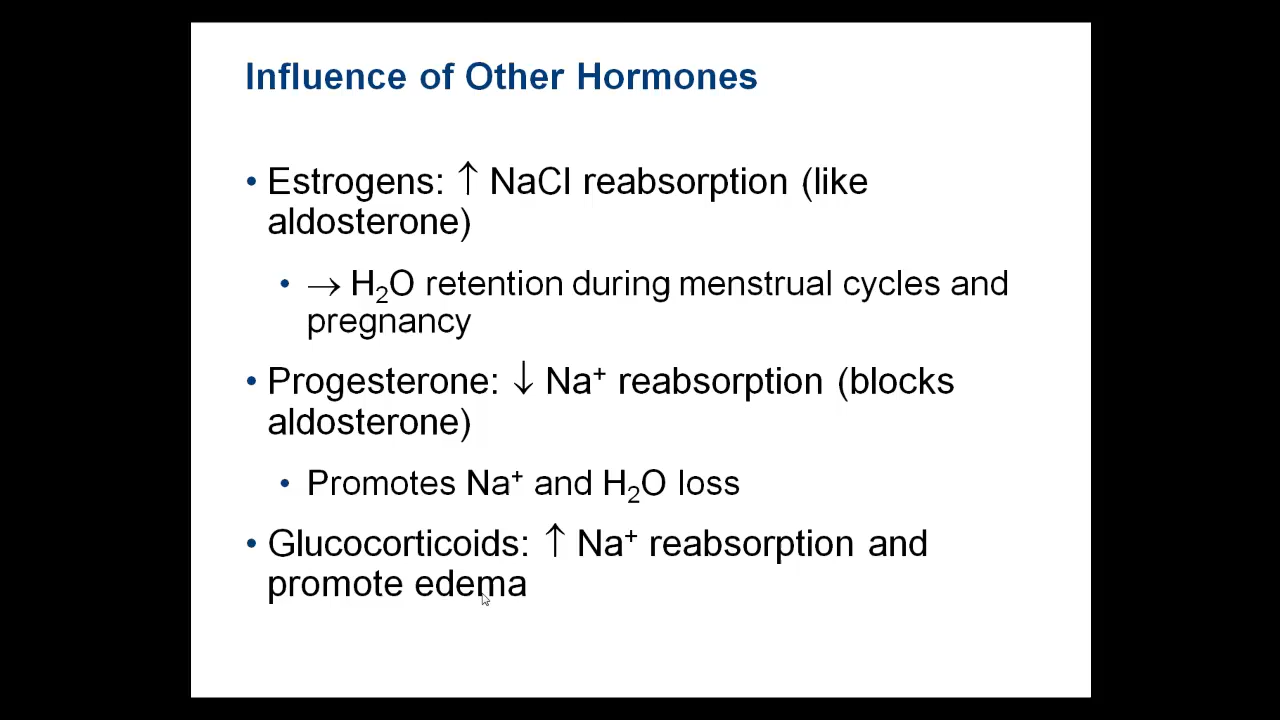 Influence of Other Hormones
• Estrogens: ↑ NaCl reabsorption (like
aldosterone)
• → H₂O retention during menstrual cycles and
pregnancy
• Progesterone: ↓ Na⁺ reabsorption (blocks
aldosterone)
• Promotes Na⁺ and H₂O loss
• Glucocorticoids: ↑ Na⁺ reabsorption and
promote edema